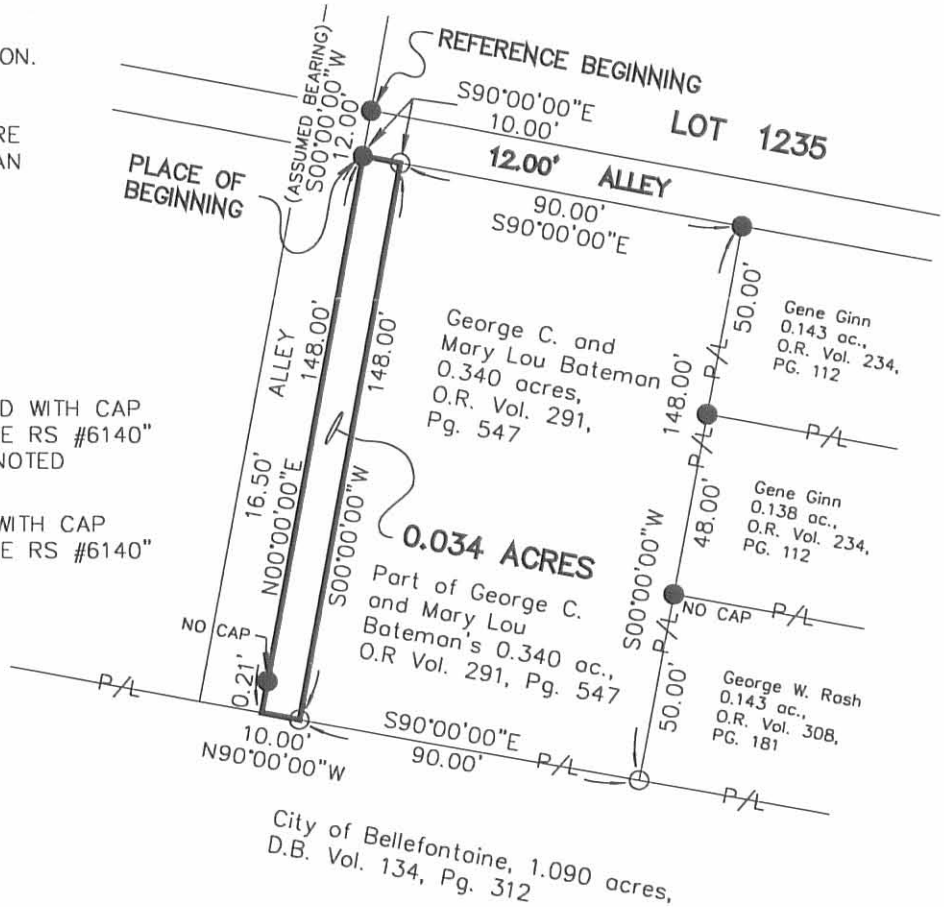 ON.
RE
AN
D WITH CAP
E RS #6140"
NOTED
WITH CAP
E RS #6140"
(ASSUMED BEARING)
S00°00'00"W
12.00'
REFERENCE BEGINNING
S90°00'00"E
10.00'
LOT 1235
PLACE OF
BEGINNING
12.00' ALLEY
90.00'
S90°00'00"E
ALLEY
16.50'
148.00'
N00°00'00"E
148.00'
S00°00'00"W
George C. and
Mary Lou Bateman
0.340 acres,
O.R. Vol. 291,
Pg. 547
50.00'
P/L
148.00'
P/L
48.00'
S00°00'00"W
P/L
50.00'
Gene Ginn
0.143 ac.,
O.R. Vol. 234,
PG. 112
P/L
Gene Ginn
0.138 ac.,
O.R. Vol. 234,
PG. 112
NO CAP
P/L
George W. Rash
0.143 ac.,
O.R. Vol. 308,
PG. 181
0.034 ACRES
Part of George C.
and Mary Lou
Bateman's 0.340 ac.,
O.R Vol. 291, Pg. 547
NO CAP
0.21'
P/L
10.00'
N90°00'00"W
S90°00'00"E
90.00'
P/L
P/L
City of Bellefontaine, 1.090 acres,
D.B. Vol. 134, Pg. 312